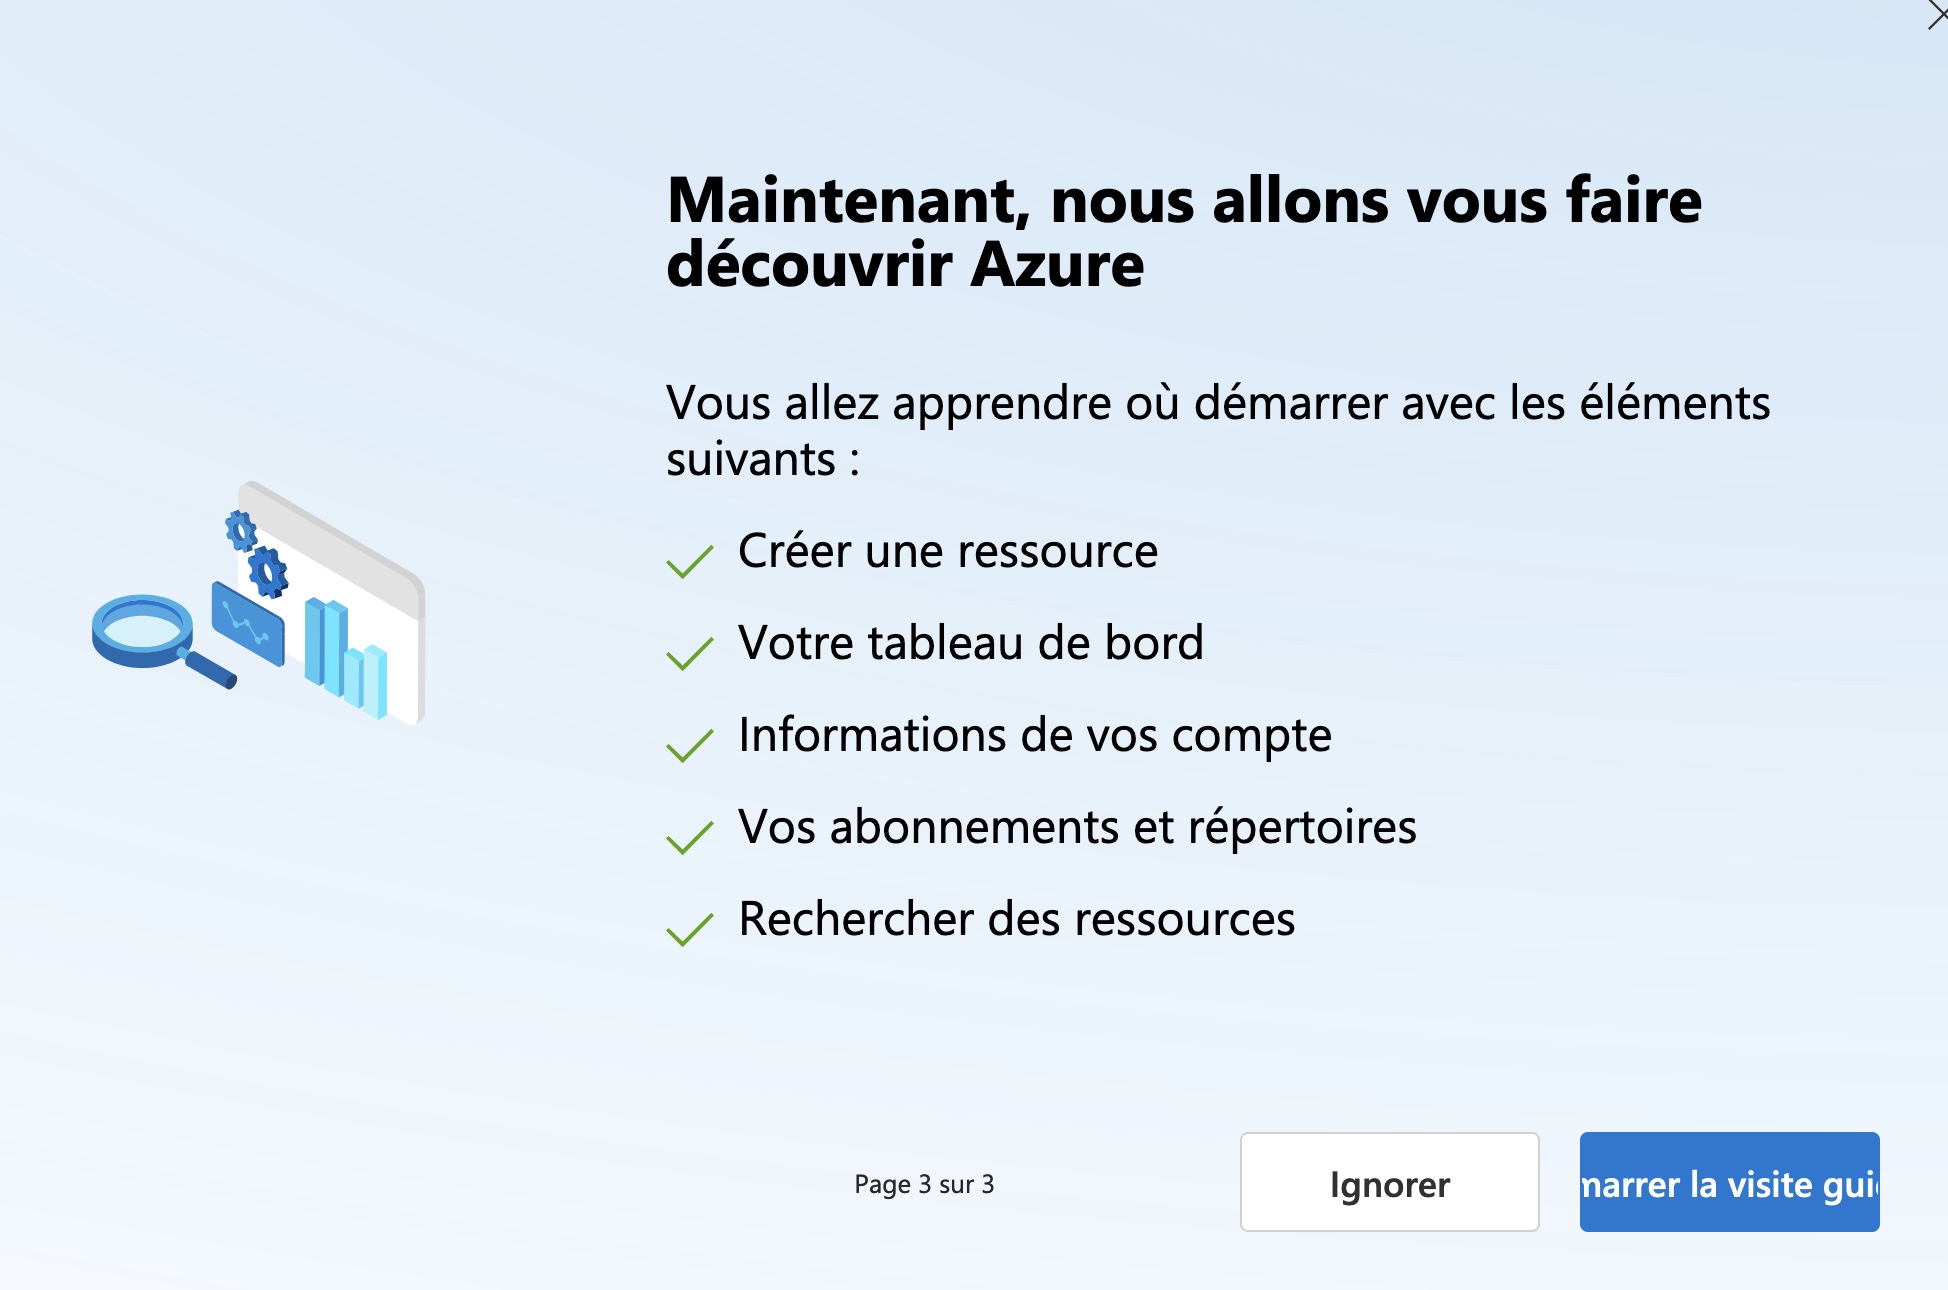 Maintenant, nous allons vous faire
découvrir Azure
Vous allez apprendre où démarrer avec les éléments
suivants :
Créer une ressource
Votre tableau de bord
Informations de vos compte
Vos abonnements et répertoires
Rechercher des ressources
Page 3 sur 3
Ignorer
marrer la visite gui